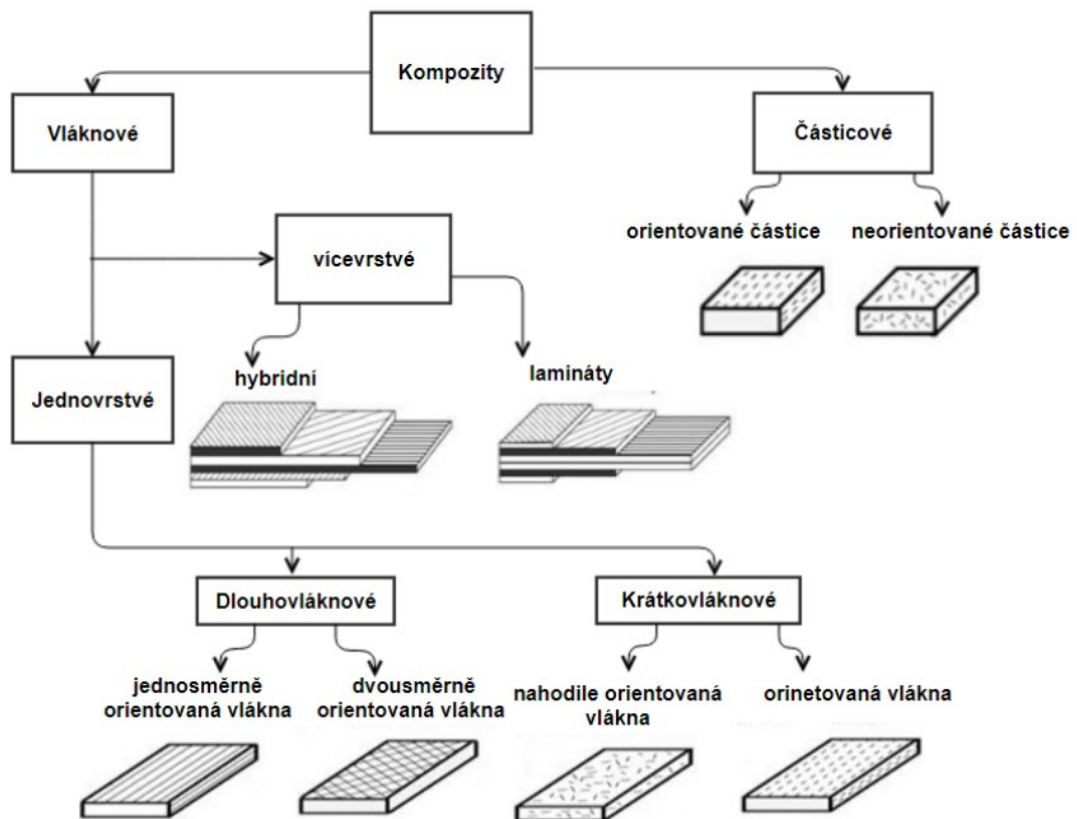 Kompozity
Vláknové
Částicové
orientované částice
neorientované částice
vícevrstvé
hybridní
lamináty
Jednovrstvé
Dlouhovláknové
Krátkovláknové
jednosměrně
orientovaná vlákna
dvousměrně
orientovaná vlákna
nahodile orientovaná
vlákna
orinetovaná vlákna